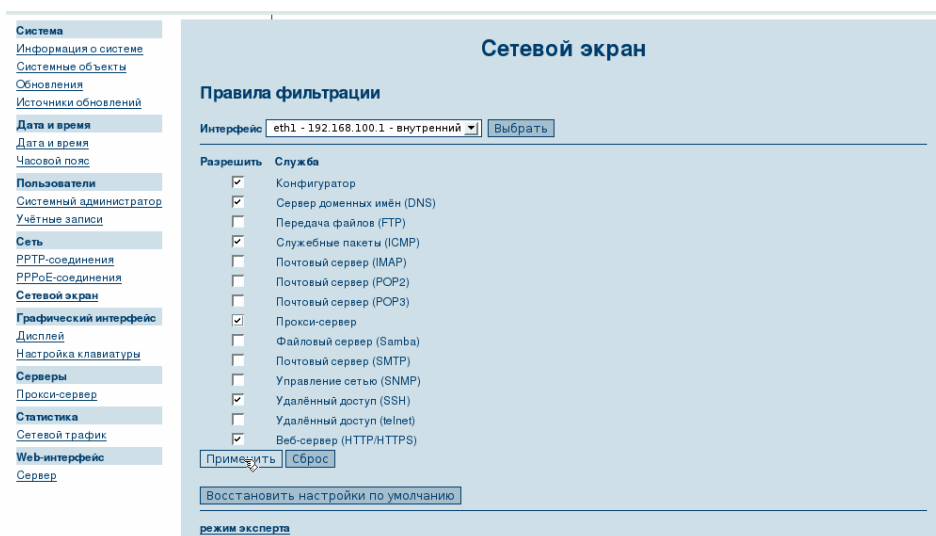 Система
Информация о системе
Системные объекты
Обновления
Источники обновлений
Дата и время
Дата и время
Часовой пояс
Пользователи
Системный администратор
Учётные записи
Сеть
PPTP-соединения
PPPoE-соединения
Сетевой экран
Графический интерфейс
Дисплей
Настройка клавиатуры
Серверы
Прокси-сервер
Статистика
Сетевой трафик
Web-интерфейс
Сервер
Сетевой экран
Правила фильтрации
Интерфейс eth1 - 192.168.100.1 - внутренний Выбрать
Разрешить Служба
Конфигуратор
Сервер доменных имён (DNS)
Передача файлов (FTP)
Служебные пакеты (ICMP)
Почтовый сервер (IMAP)
Почтовый сервер (POP2)
Почтовый сервер (POP3)
Прокси-сервер
Файловый сервер (Samba)
Почтовый сервер (SMTP)
Управление сетью (SNMP)
Удалённый доступ (SSH)
Удалённый доступ (telnet)
Веб-сервер (HTTP/HTTPS)
Применить Сброс
Восстановить настройки по умолчанию
режим эксперта